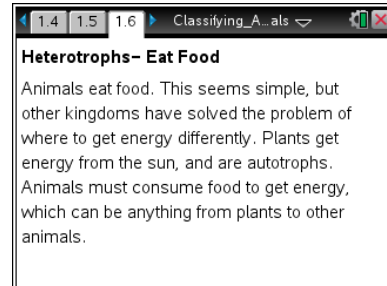 1.4 1.5 1.6 Classifying_A…als
Heterotrophs– Eat Food
Animals eat food. This seems simple, but
other kingdoms have solved the problem of
where to get energy differently. Plants get
energy from the sun, and are autotrophs.
Animals must consume food to get energy,
which can be anything from plants to other
animals.